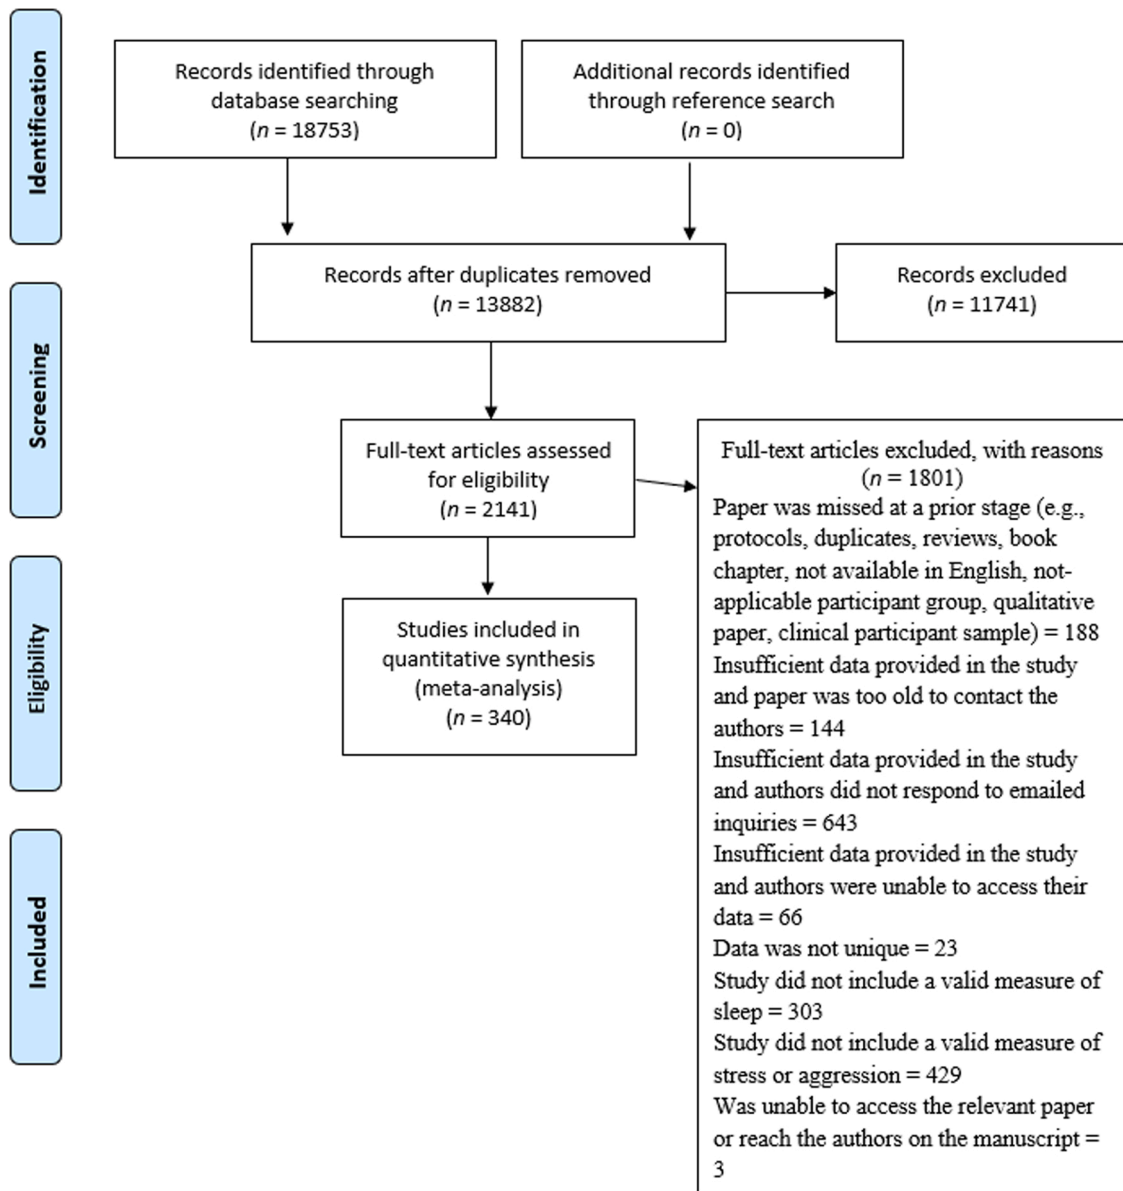 Identification
Records identified through
database searching
(n = 18753)
Additional records identified
through reference search
(n = 0)
Records after duplicates removed
(n = 13882)
Records excluded
(n = 11741)
Screening
Full-text articles assessed
for eligibility
(n = 2141)
Full-text articles excluded, with reasons
(n = 1801)
Paper was missed at a prior stage (e.g.,
protocols, duplicates, reviews, book
chapter, not available in English, not-
applicable participant group, qualitative
paper, clinical participant sample) = 188
Insufficient data provided in the study
and paper was too old to contact the
authors = 144
Insufficient data provided in the study
and authors did not respond to emailed
inquiries = 643
Insufficient data provided in the study
and authors were unable to access their
data = 66
Data was not unique = 23
Study did not include a valid measure of
sleep = 303
Study did not include a valid measure of
stress or aggression = 429
Was unable to access the relevant paper
or reach the authors on the manuscript =
3
Eligibility
Studies included in
quantitative synthesis
(meta-analysis)
(n = 340)
Included